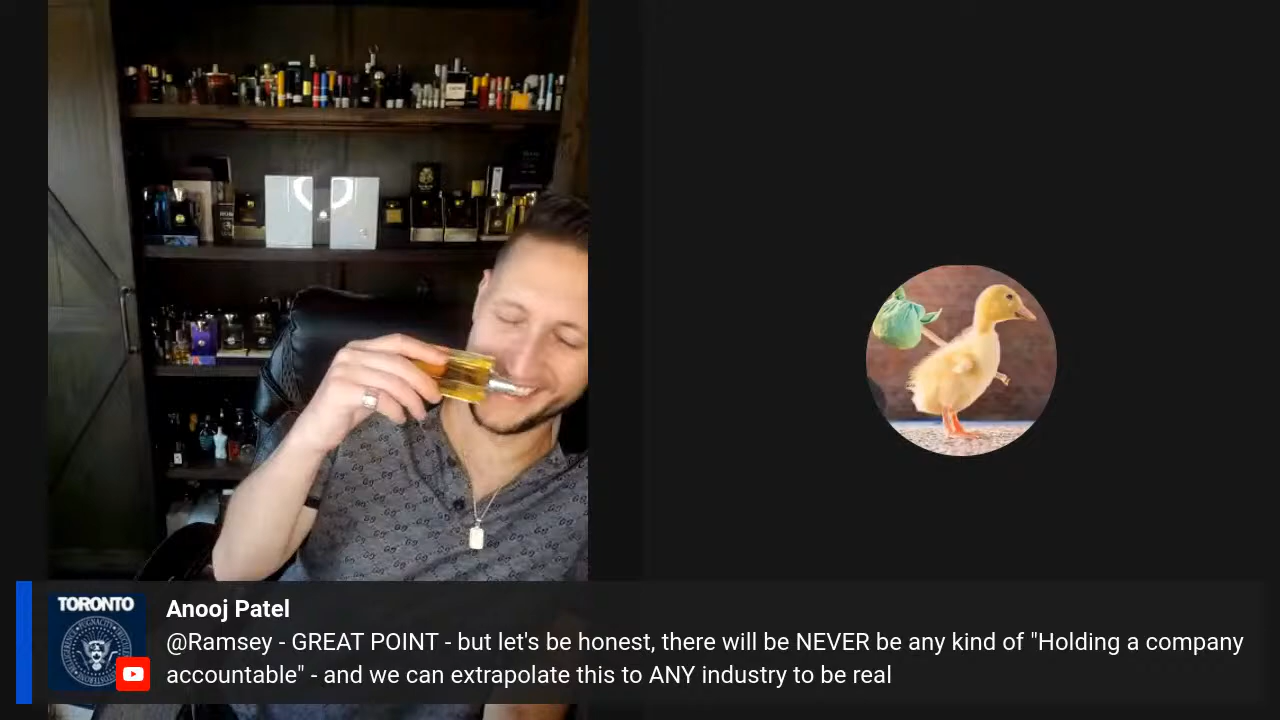 TORONTO
Anooj Patel
@Ramsey - GREAT POINT - but let's be honest, there will be NEVER be any kind of "Holding a company
accountable" - and we can extrapolate this to ANY industry to be real